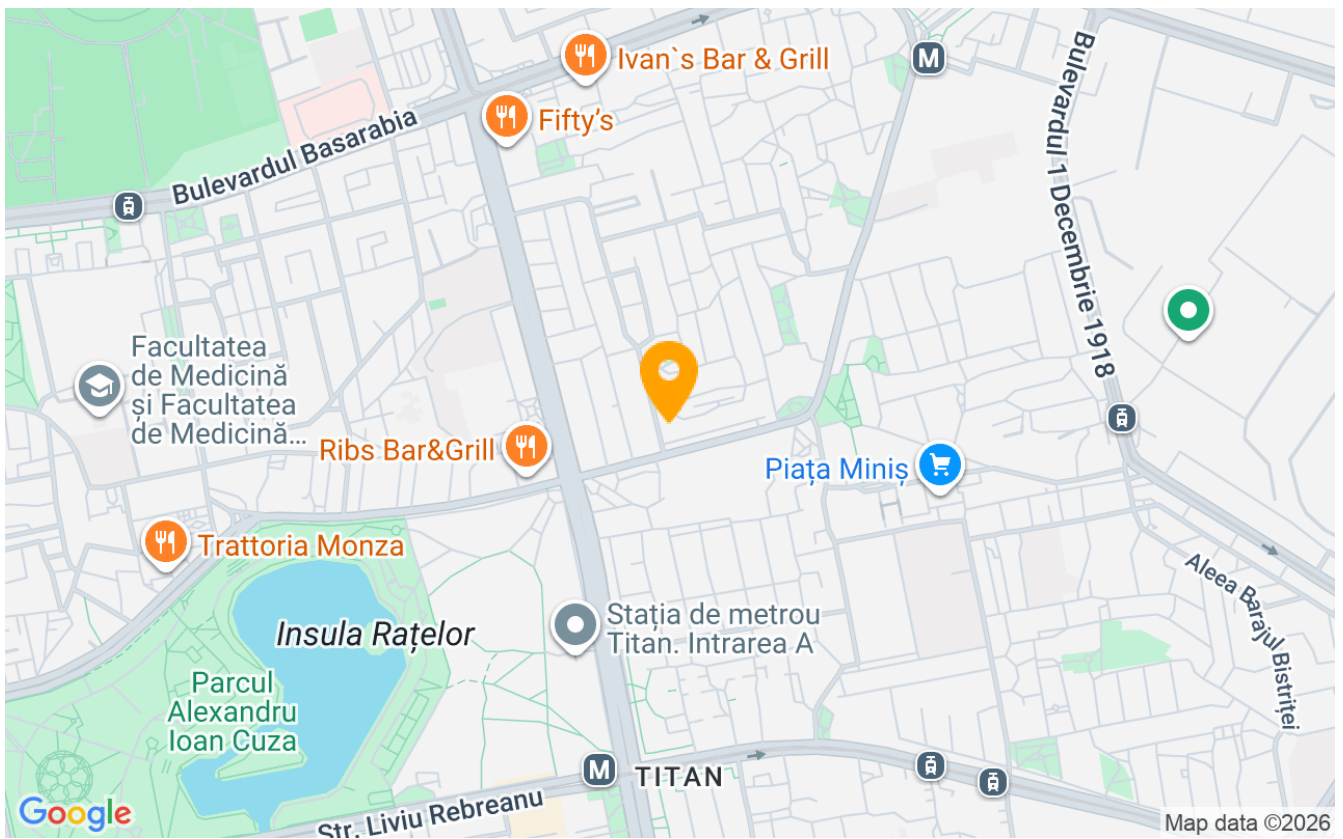 Ivan`s Bar & Grill
M
Fifty’s
Bulevardul Basarabia
Bulevardul 1 Decembrie 1918
Facultatea
de Medicină
și Facultatea
de Medicină...
Ribs Bar&Grill
Piața Miniș
Trattoria Monza
Aleea Barajul Bistriței
Insula Rațelor
Stația de metrou
Titan. Intrarea A
Parcul
Alexandru
Ioan Cuza
M
TITAN
Str. Liviu Rebreanu
Google
Map data ©2026